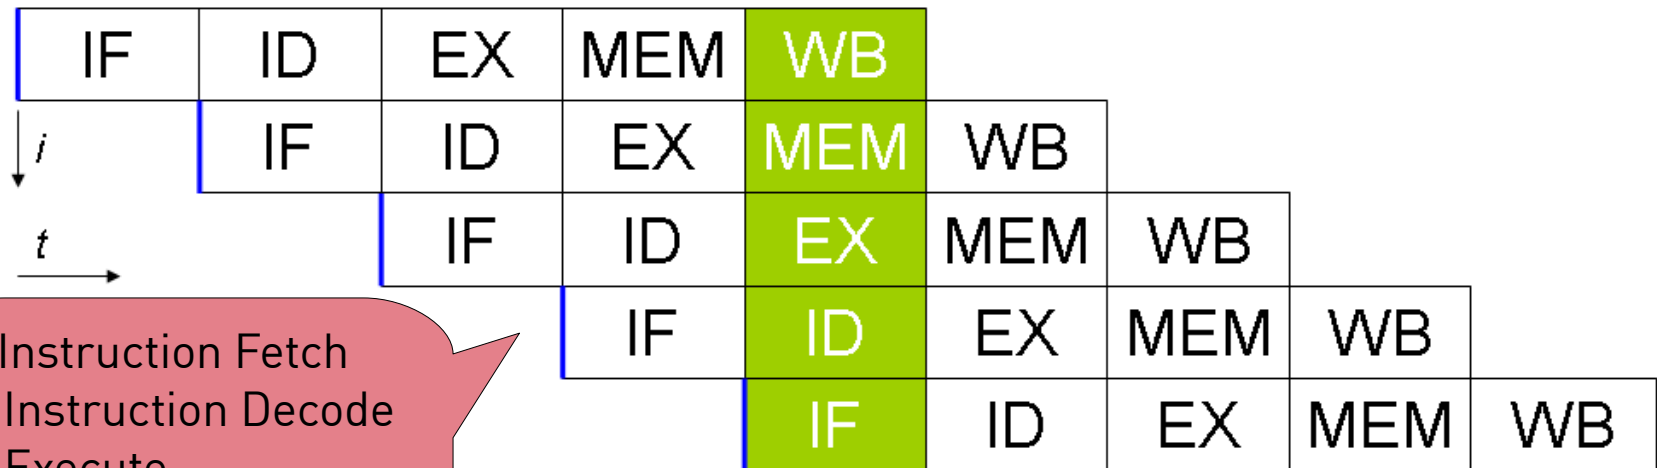 IF ID EX MEM WB
i IF ID EX MEM WB
t IF ID EX MEM WB
IF ID EX MEM WB
IF ID EX MEM WB
Instruction Fetch
Instruction Decode
Execute